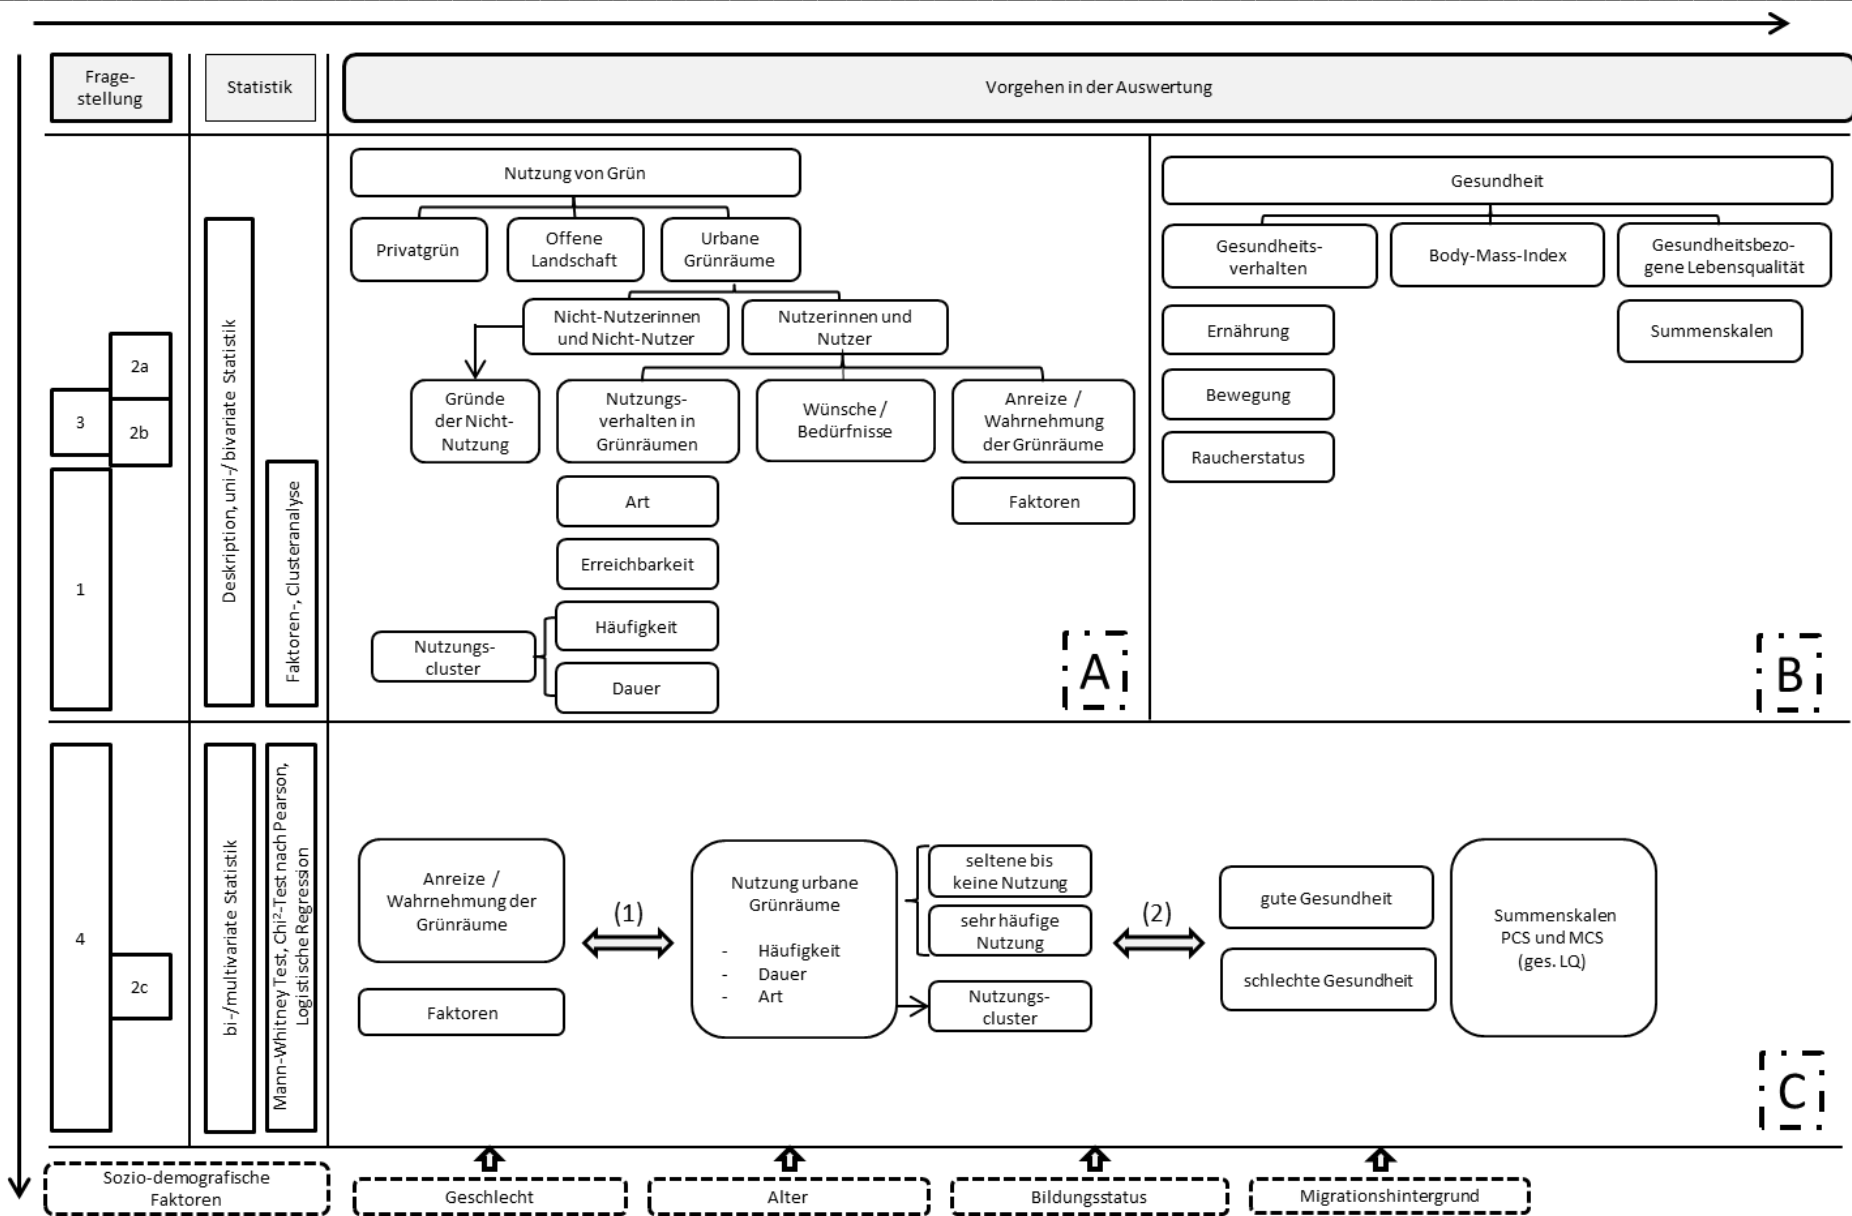 Frage-
stellung
Statistik
Vorgehen in der Auswertung
Nutzung von Grün
Privatgrün
Offene
Landschaft
Urbane
Grünräume
Nicht-Nutzerinnen
und Nicht-Nutzer
Nutzerinnen und
Nutzer
Gründe
der Nicht-
Nutzung
Nutzungs-
verhalten in
Grünräumen
Wünsche /
Bedürfnisse
Anreize /
Wahrnehmung
der Grünräume
Art
Faktoren
Erreichbarkeit
Häufigkeit
Dauer
Nutzungs-
cluster
A
Gesundheit
Gesundheits-
verhalten
Body-Mass-Index
Gesundheitsbezo-
gene Lebensqualität
Ernährung
Summenskalen
Bewegung
Raucherstatus
B
2a
3
2b
1
Deskription, uni-/ bivariate Statistik
Faktoren-, Clusteranalyse
4
2c
bi-/multivariate Statistik
Mann-Whitney Test, Chi²-Test nach Pearson,
Logistische Regression
Anreize /
Wahrnehmung der
Grünräume
Faktoren
(1)
Nutzung urbane
Grünräume
- Häufigkeit
- Dauer
- Art
seltene bis
keine Nutzung
sehr häufige
Nutzung
Nutzungs-
cluster
(2)
gute Gesundheit
schlechte Gesundheit
Summenskalen
PCS und MCS
(ges. LQ)
C
Sozio-demografische
Faktoren
Geschlecht
Alter
Bildungsstatus
Migrationshintergrund